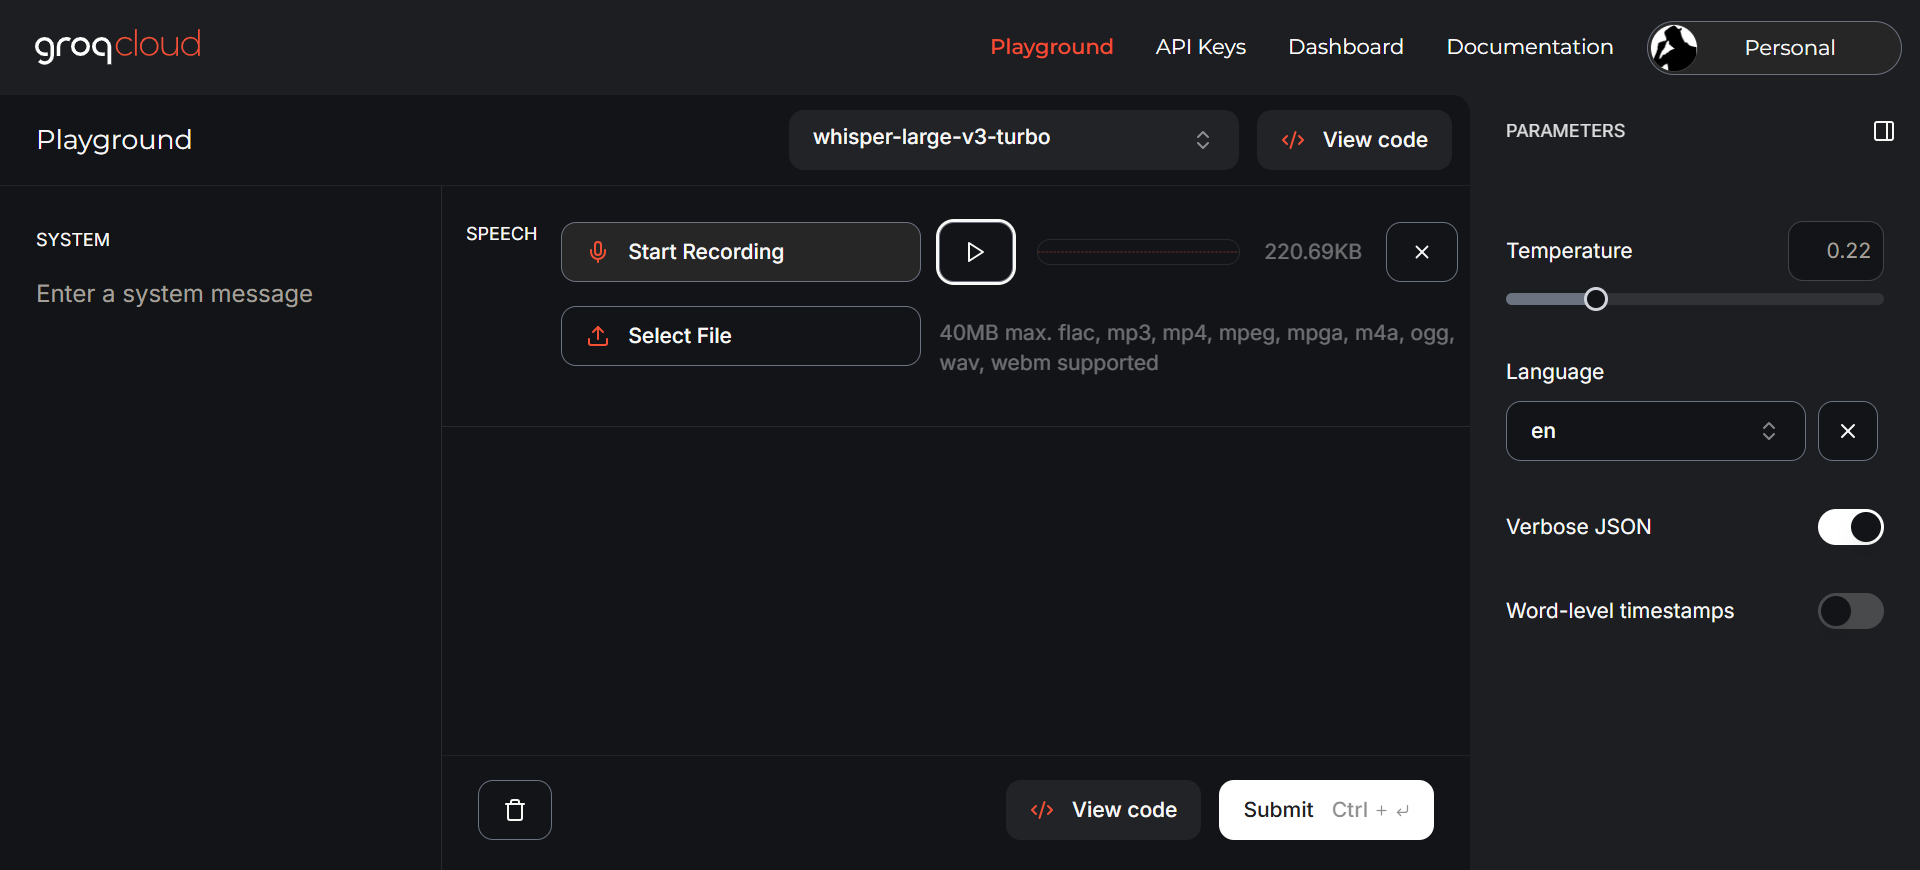 groqcloud
Playground
API Keys
Dashboard
Documentation
Personal
Playground
whisper-large-v3-turbo
</> View code
PARAMETERS
SYSTEM
Enter a system message
SPEECH
Start Recording
220.69KB
Select File
40MB max. flac, mp3, mp4, mpeg, mpga, m4a, ogg,
wav, webm supported
Temperature
0.22
Language
en
Verbose JSON
Word-level timestamps
</> View code
Submit Ctrl + ↵